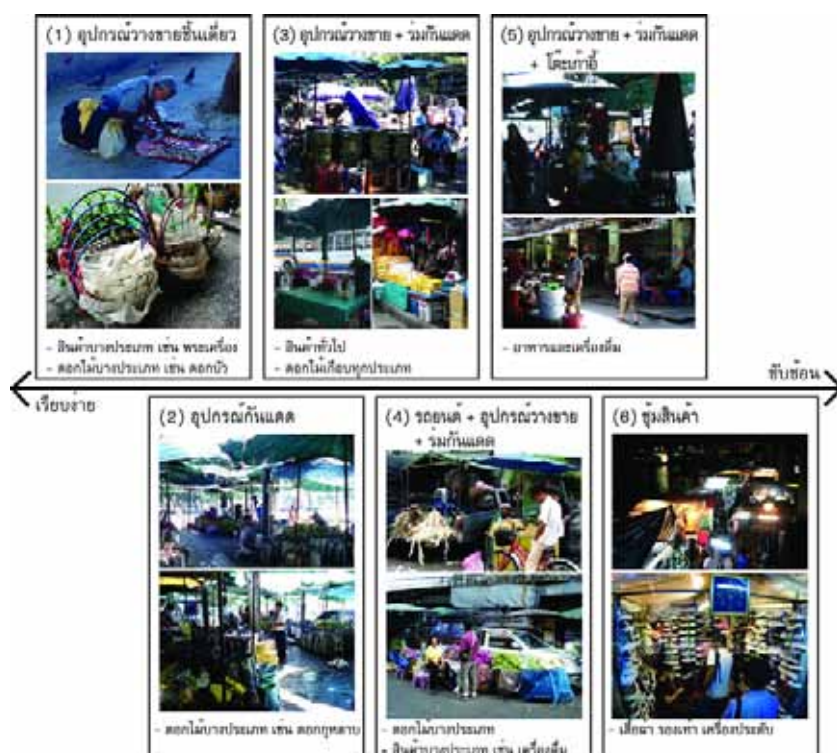 (1) อุปกรณ์วางขายชิ้นเดียว
- สินค้าบางประเภท เช่น พระเครื่อง
- ดอกไม้บางประเภท เช่น ดอกบัว
(3) อุปกรณ์วางขาย + ร่มกันแดด
- สินค้าทั่วไป
- ดอกไม้เกือบทุกประเภท
(5) อุปกรณ์วางขาย + ร่มกันแดด
+ โต๊ะเก้าอี้
- อาหารและเครื่องดื่ม
เรียบง่าย
ซับซ้อน
(2) อุปกรณ์กันแดด
- ดอกไม้บางประเภท เช่น ดอกกุหลาบ
(4) รถยนต์ + อุปกรณ์วางขาย
+ ร่มกันแดด
- ดอกไม้บางประเภท
- สินค้าบางประเภท เช่น เครื่องดื่ม
(6) ซุ้มสินค้า
- เสื้อผ้า รองเท้า เครื่องประดับ